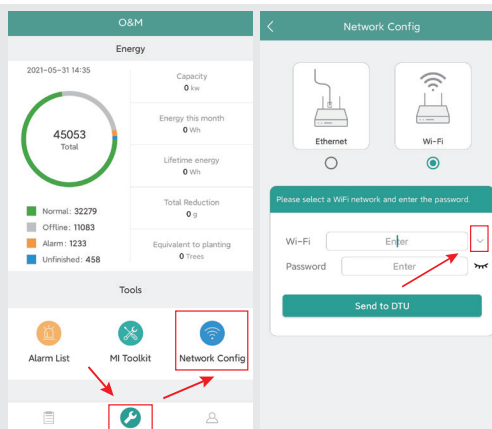 O&M
Energy
2021-05-31 14:35
45053
Total
Normal: 32279
Offline: 11083
Alarm: 1233
Unfinished: 458
Capacity
0 kw
Energy this month
0 Wh
Lifetime energy
0 Wh
Total Reduction
0 g
Equivalent to planting
0 Trees
Tools
Alarm List
MI Toolkit
Network Config
Network Config
Ethernet
Wi-Fi
Please select a WiFi network and enter the password.
Wi-Fi
Enter
Password
Enter
Send to DTU